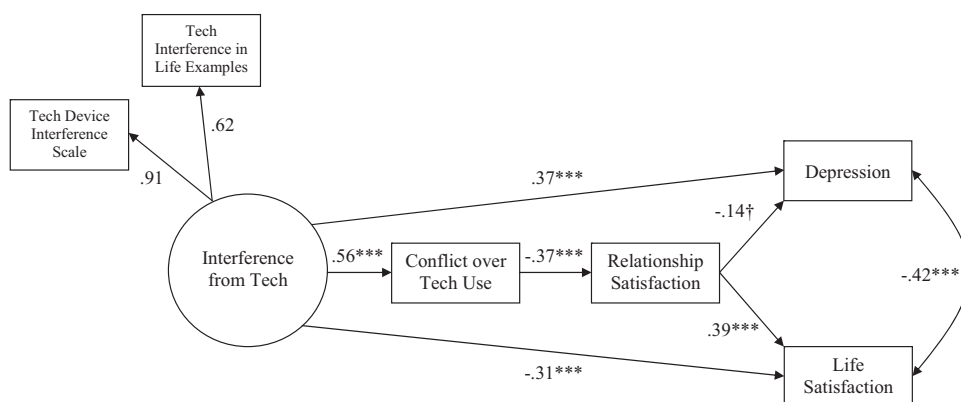 Tech
Interference in
Life Examples
Tech Device
Interference
Scale
.62
.91
.37***
Depression
-.14†
Interference
from Tech
.56***
Conflict over
Tech Use
-.37***
Relationship
Satisfaction
-.42***
.39***
-.31***
Life
Satisfaction